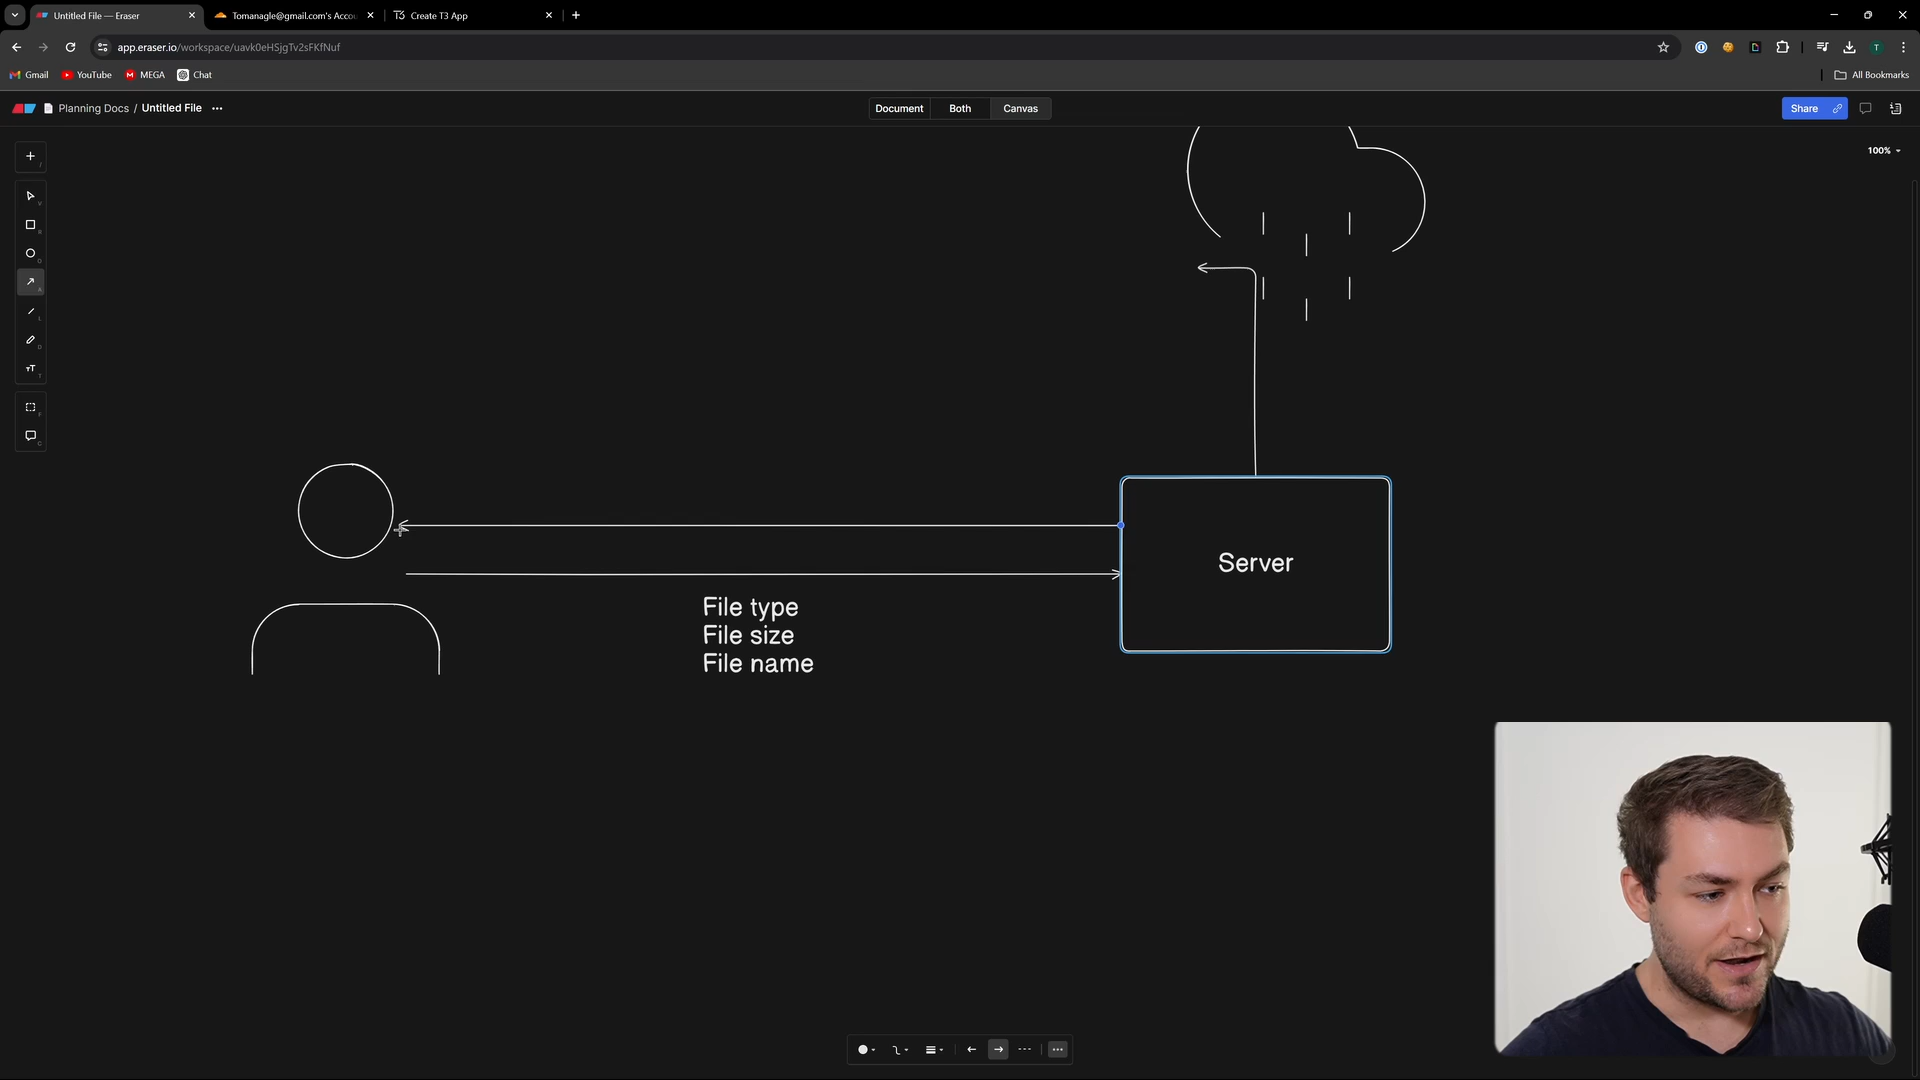 Untitled File — Eraser
Tomanagle@gmail.com's Accou
Create T3 App
app.eraser.io/workspace/uavk0eHSjgTv2sFKfNuf
T
Gmail
YouTube
MEGA
Chat
All Bookmarks
Planning Docs / Untitled File
Document
Both
Canvas
Share
100%
Server
File type
File size
File name